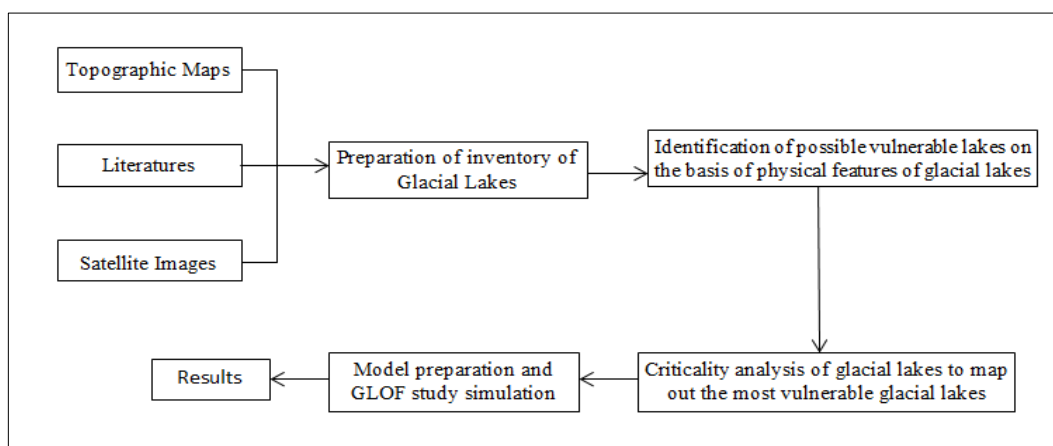 Topographic Maps
Literatures
Satellite Images
Preparation of inventory of
Glacial Lakes
Identification of possible vulnerable lakes on
the basis of physical features of glacial lakes
Criticality analysis of glacial lakes to map
out the most vulnerable glacial lakes
Model preparation and
GLOF study simulation
Results